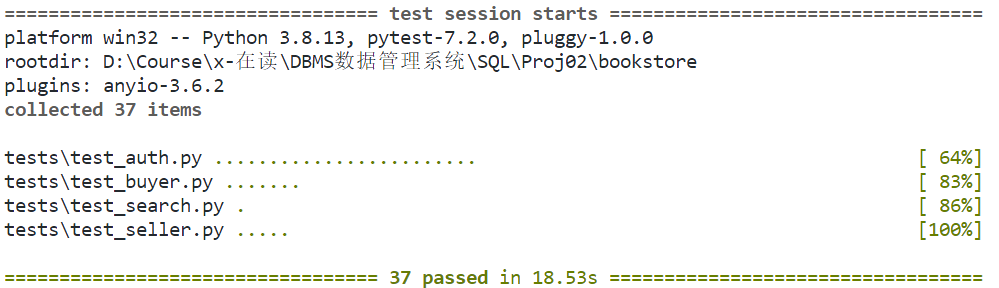 ================================== test session starts ==================================
platform win32 -- Python 3.8.13, pytest-7.2.0, pluggy-1.0.0
rootdir: D:\Course\x-在读\DBMS数据管理系统\SQL\Proj02\bookstore
plugins: anyio-3.6.2
collected 37 items
tests\test_auth.py ........................ [ 64%]
tests\test_buyer.py ....... [ 83%]
tests\test_search.py . [ 86%]
tests\test_seller.py ..... [100%]
================================== 37 passed in 18.53s ==================================